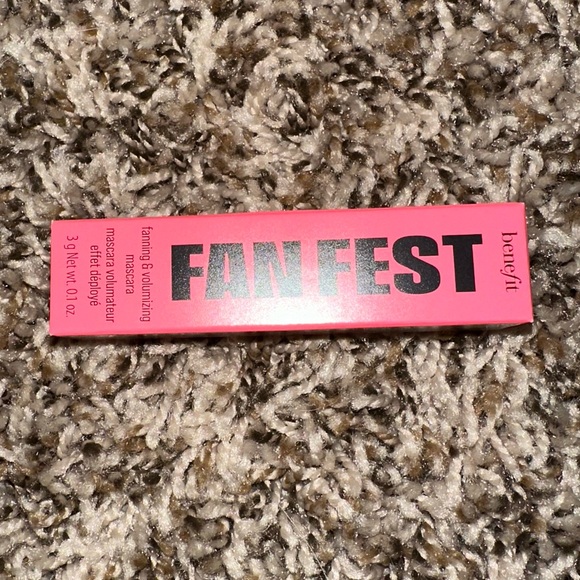 benefit
FAN FEST
fanning & volumizing
mascara
mascara volumateur
effet déployé
3 g Net wt. 0.1 oz.